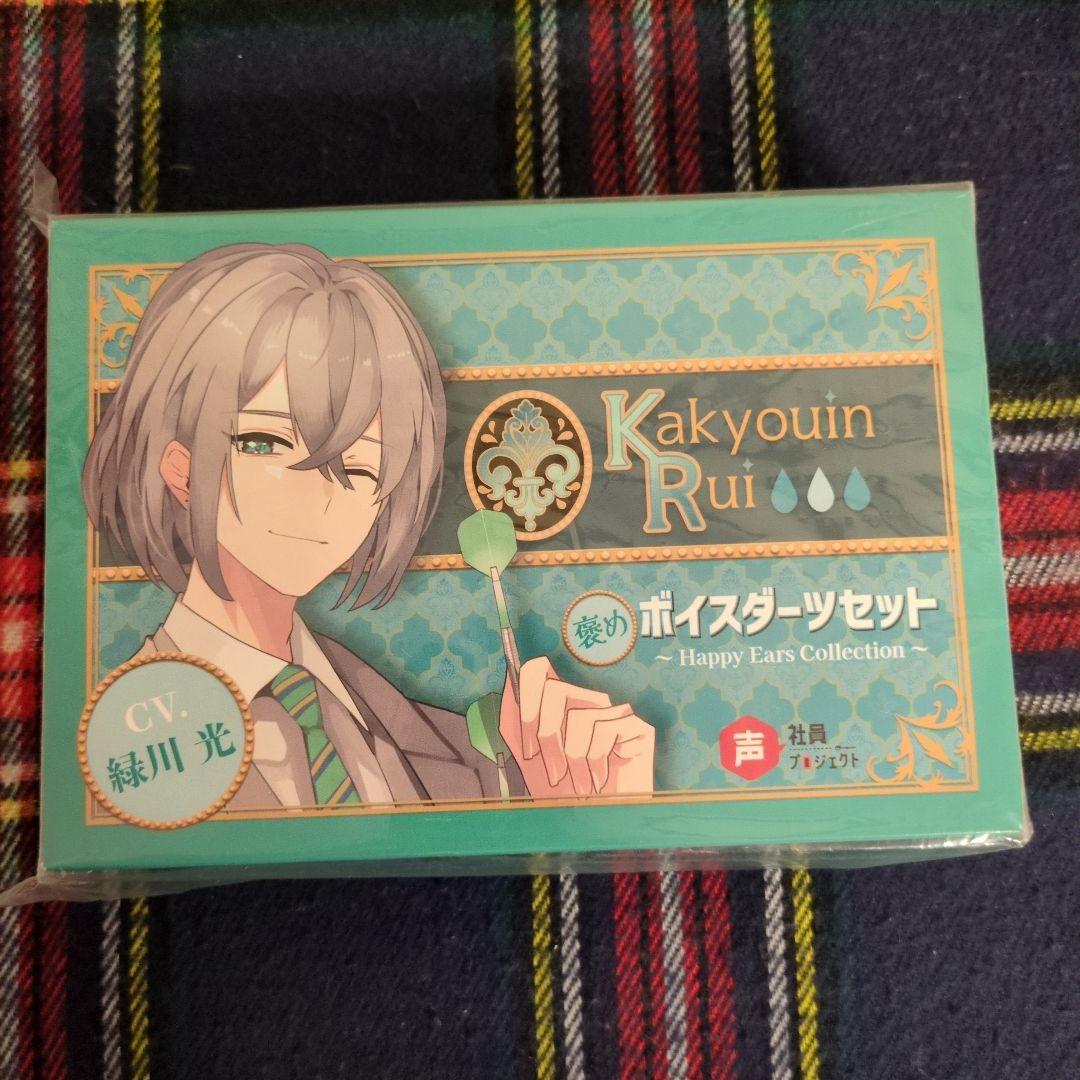 Kakyouin
Rui
褒め
ボイスダーツセット
～ Happy Ears Collection ～
CV.
緑川 光
声
社員
プロジェクト